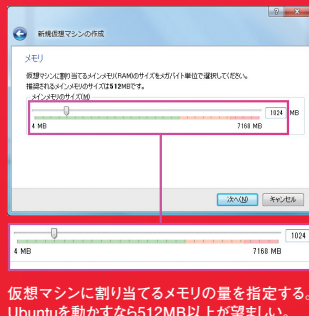 新規仮想マシンの作成
メモリ
仮想マシンに割り当てるメインメモリ(RAM)のサイズをメガバイト単位で選択してください。
推奨されるメインメモリのサイズは512MBです。
メインメモリのサイズ(M)
1024 MB
4 MB 7168 MB
次へ(N) キャンセル
1024
4 MB 7168 MB
仮想マシンに割り当てるメモリの量を指定する。
Ubuntuを動かすなら512MB以上が望ましい。